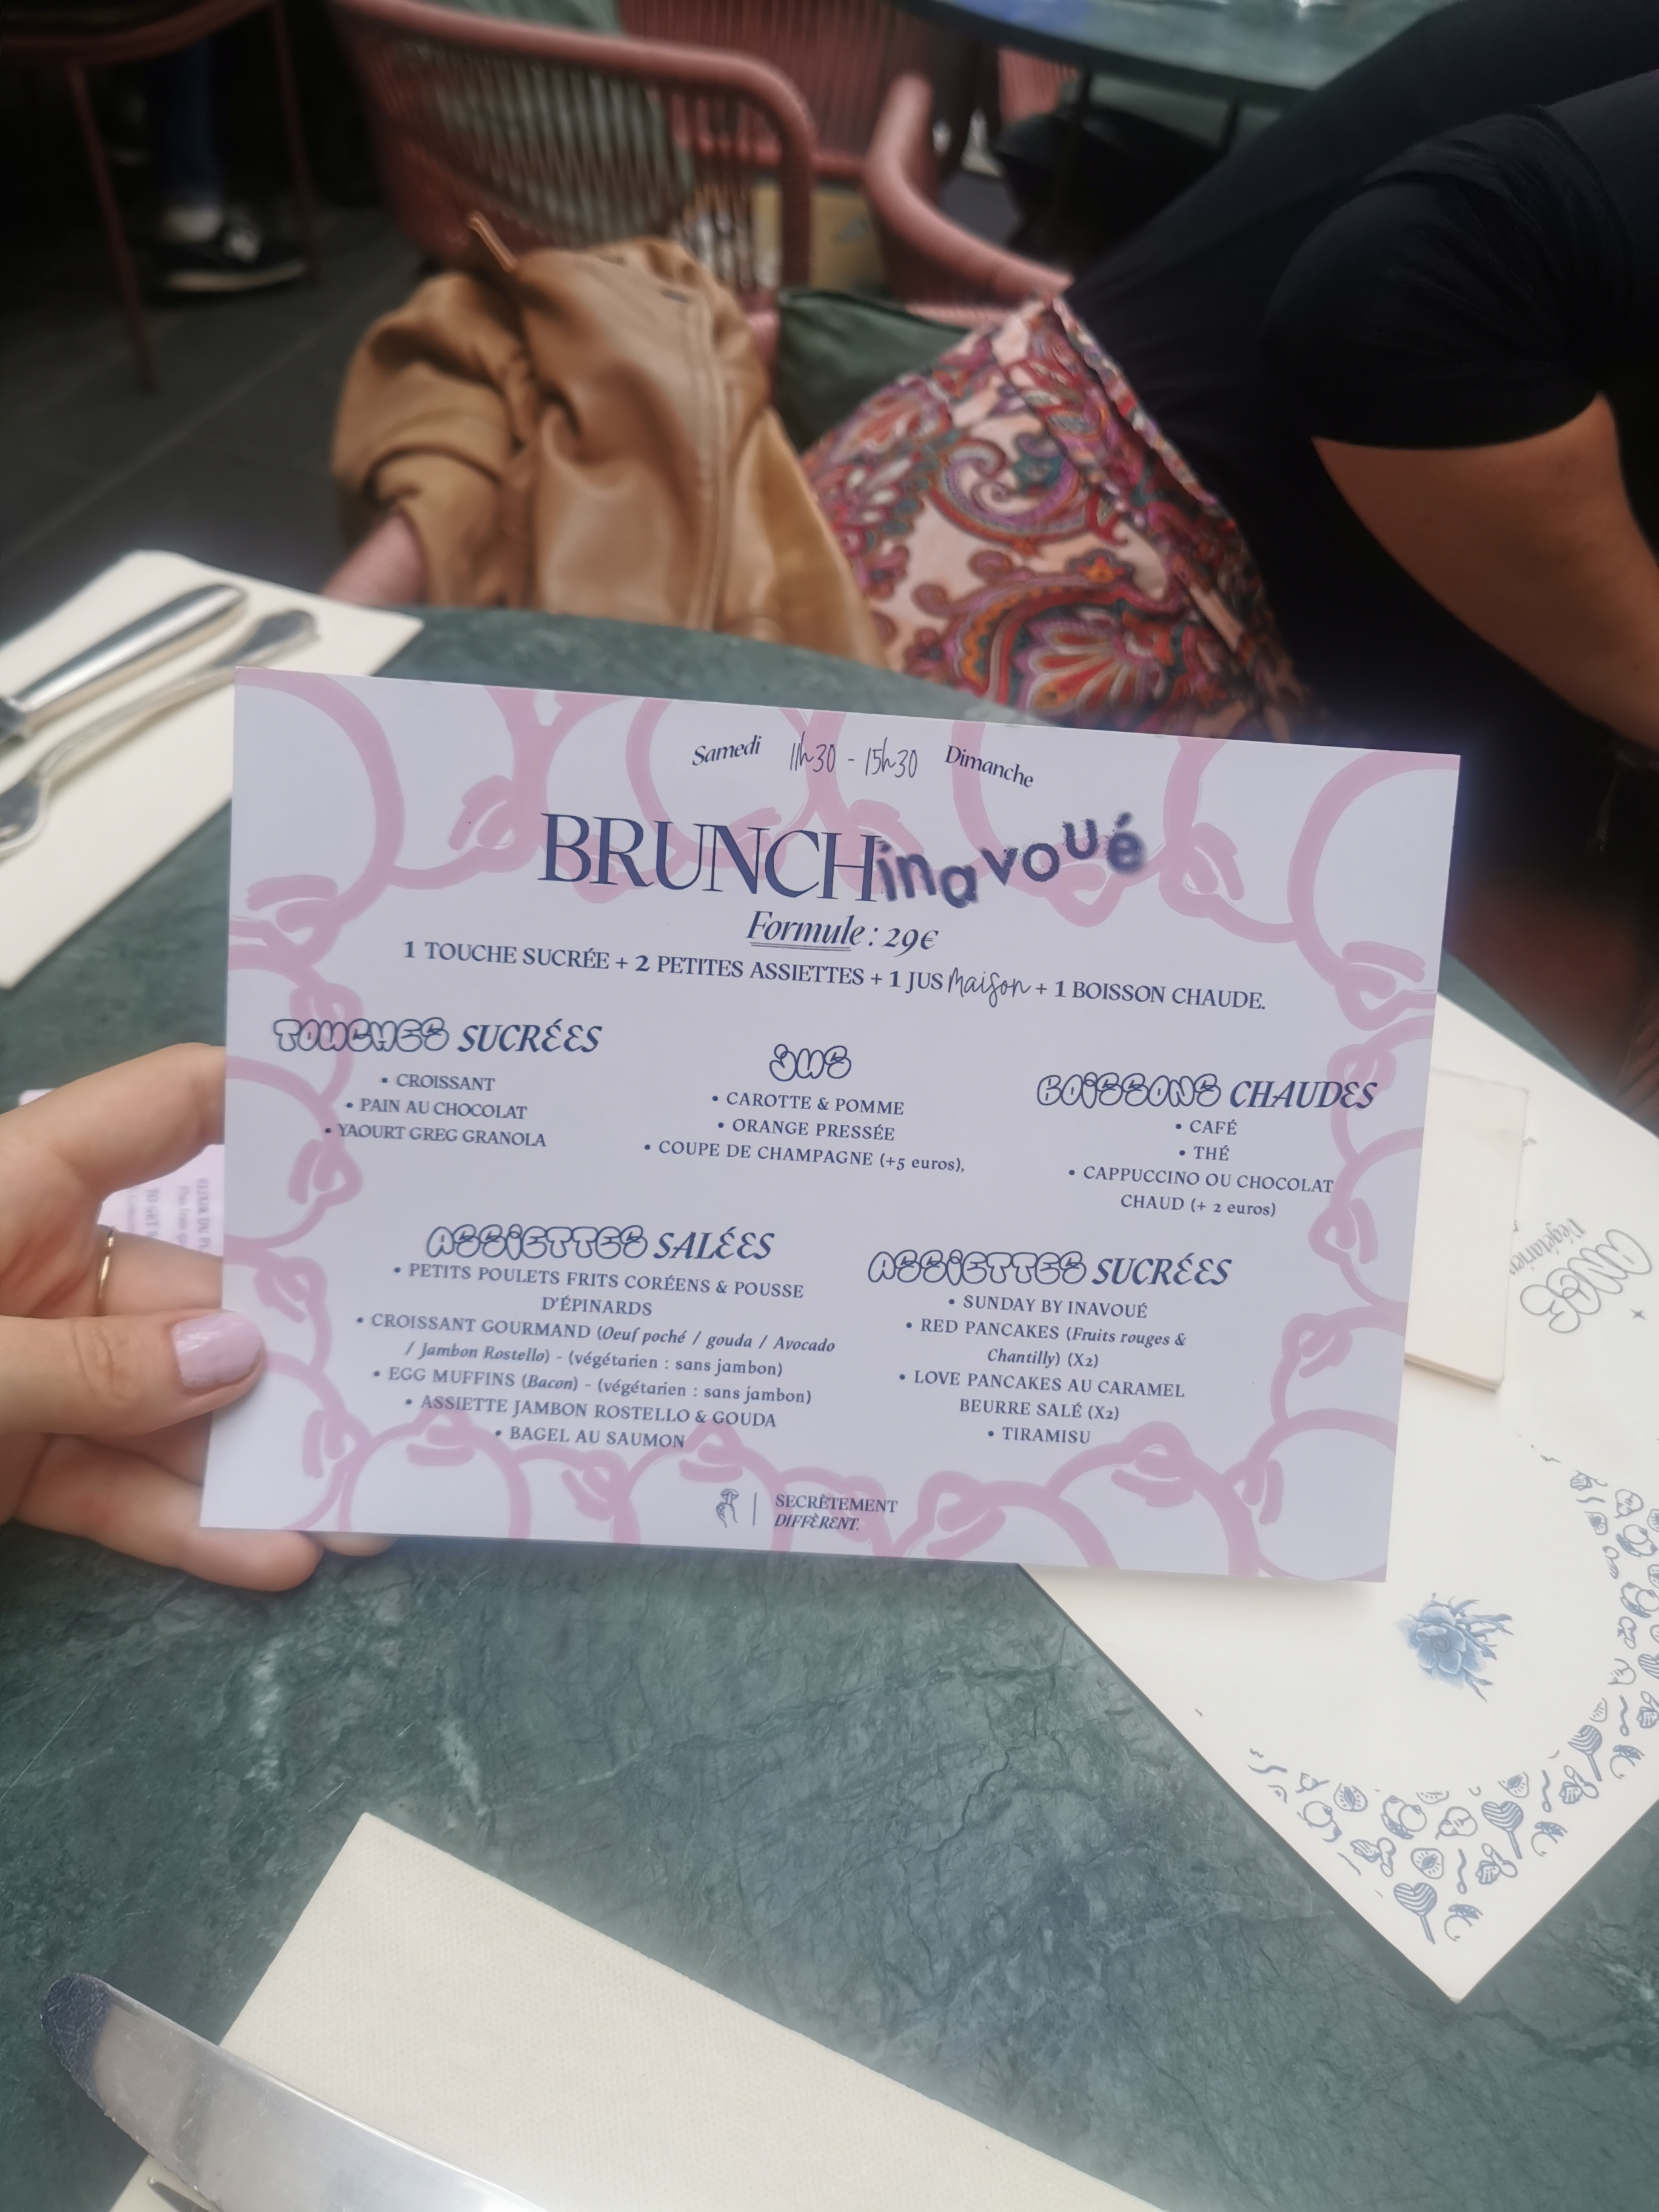 Samedi 11h30 - 15h30 Dimanche
BRUNCH inavoué
Formule : 29€
1 TOUCHE SUCRÉE + 2 PETITES ASSIETTES + 1 JUS Maison + 1 BOISSON CHAUDE.
TOUCHES SUCRÉES
• CROISSANT
• PAIN AU CHOCOLAT
• YAOURT GREG GRANOLA
JUS
• CAROTTE & POMME
• ORANGE PRESSÉE
• COUPE DE CHAMPAGNE (+5 euros),
BOISSONS CHAUDES
• CAFÉ
• THÉ
• CAPPUCCINO OU CHOCOLAT
CHAUD (+ 2 euros)
ASSIETTES SALÉES
• PETITS POULETS FRITS CORÉENS & POUSSE
D'ÉPINARDS
• CROISSANT GOURMAND (Oeuf poché / gouda / Avocado
/ Jambon Rostello) - (végétarien : sans jambon)
• EGG MUFFINS (Bacon) - (végétarien : sans jambon)
• ASSIETTE JAMBON ROSTELLO & GOUDA
• BAGEL AU SAUMON
ASSIETTES SUCRÉES
• SUNDAY BY INAVOUÉ
• RED PANCAKES (Fruits rouges &
Chantilly) (X2)
• LOVE PANCAKES AU CARAMEL
BEURRE SALÉ (X2)
• TIRAMISU
SECRÈTEMENT
DIFFÈRENT.